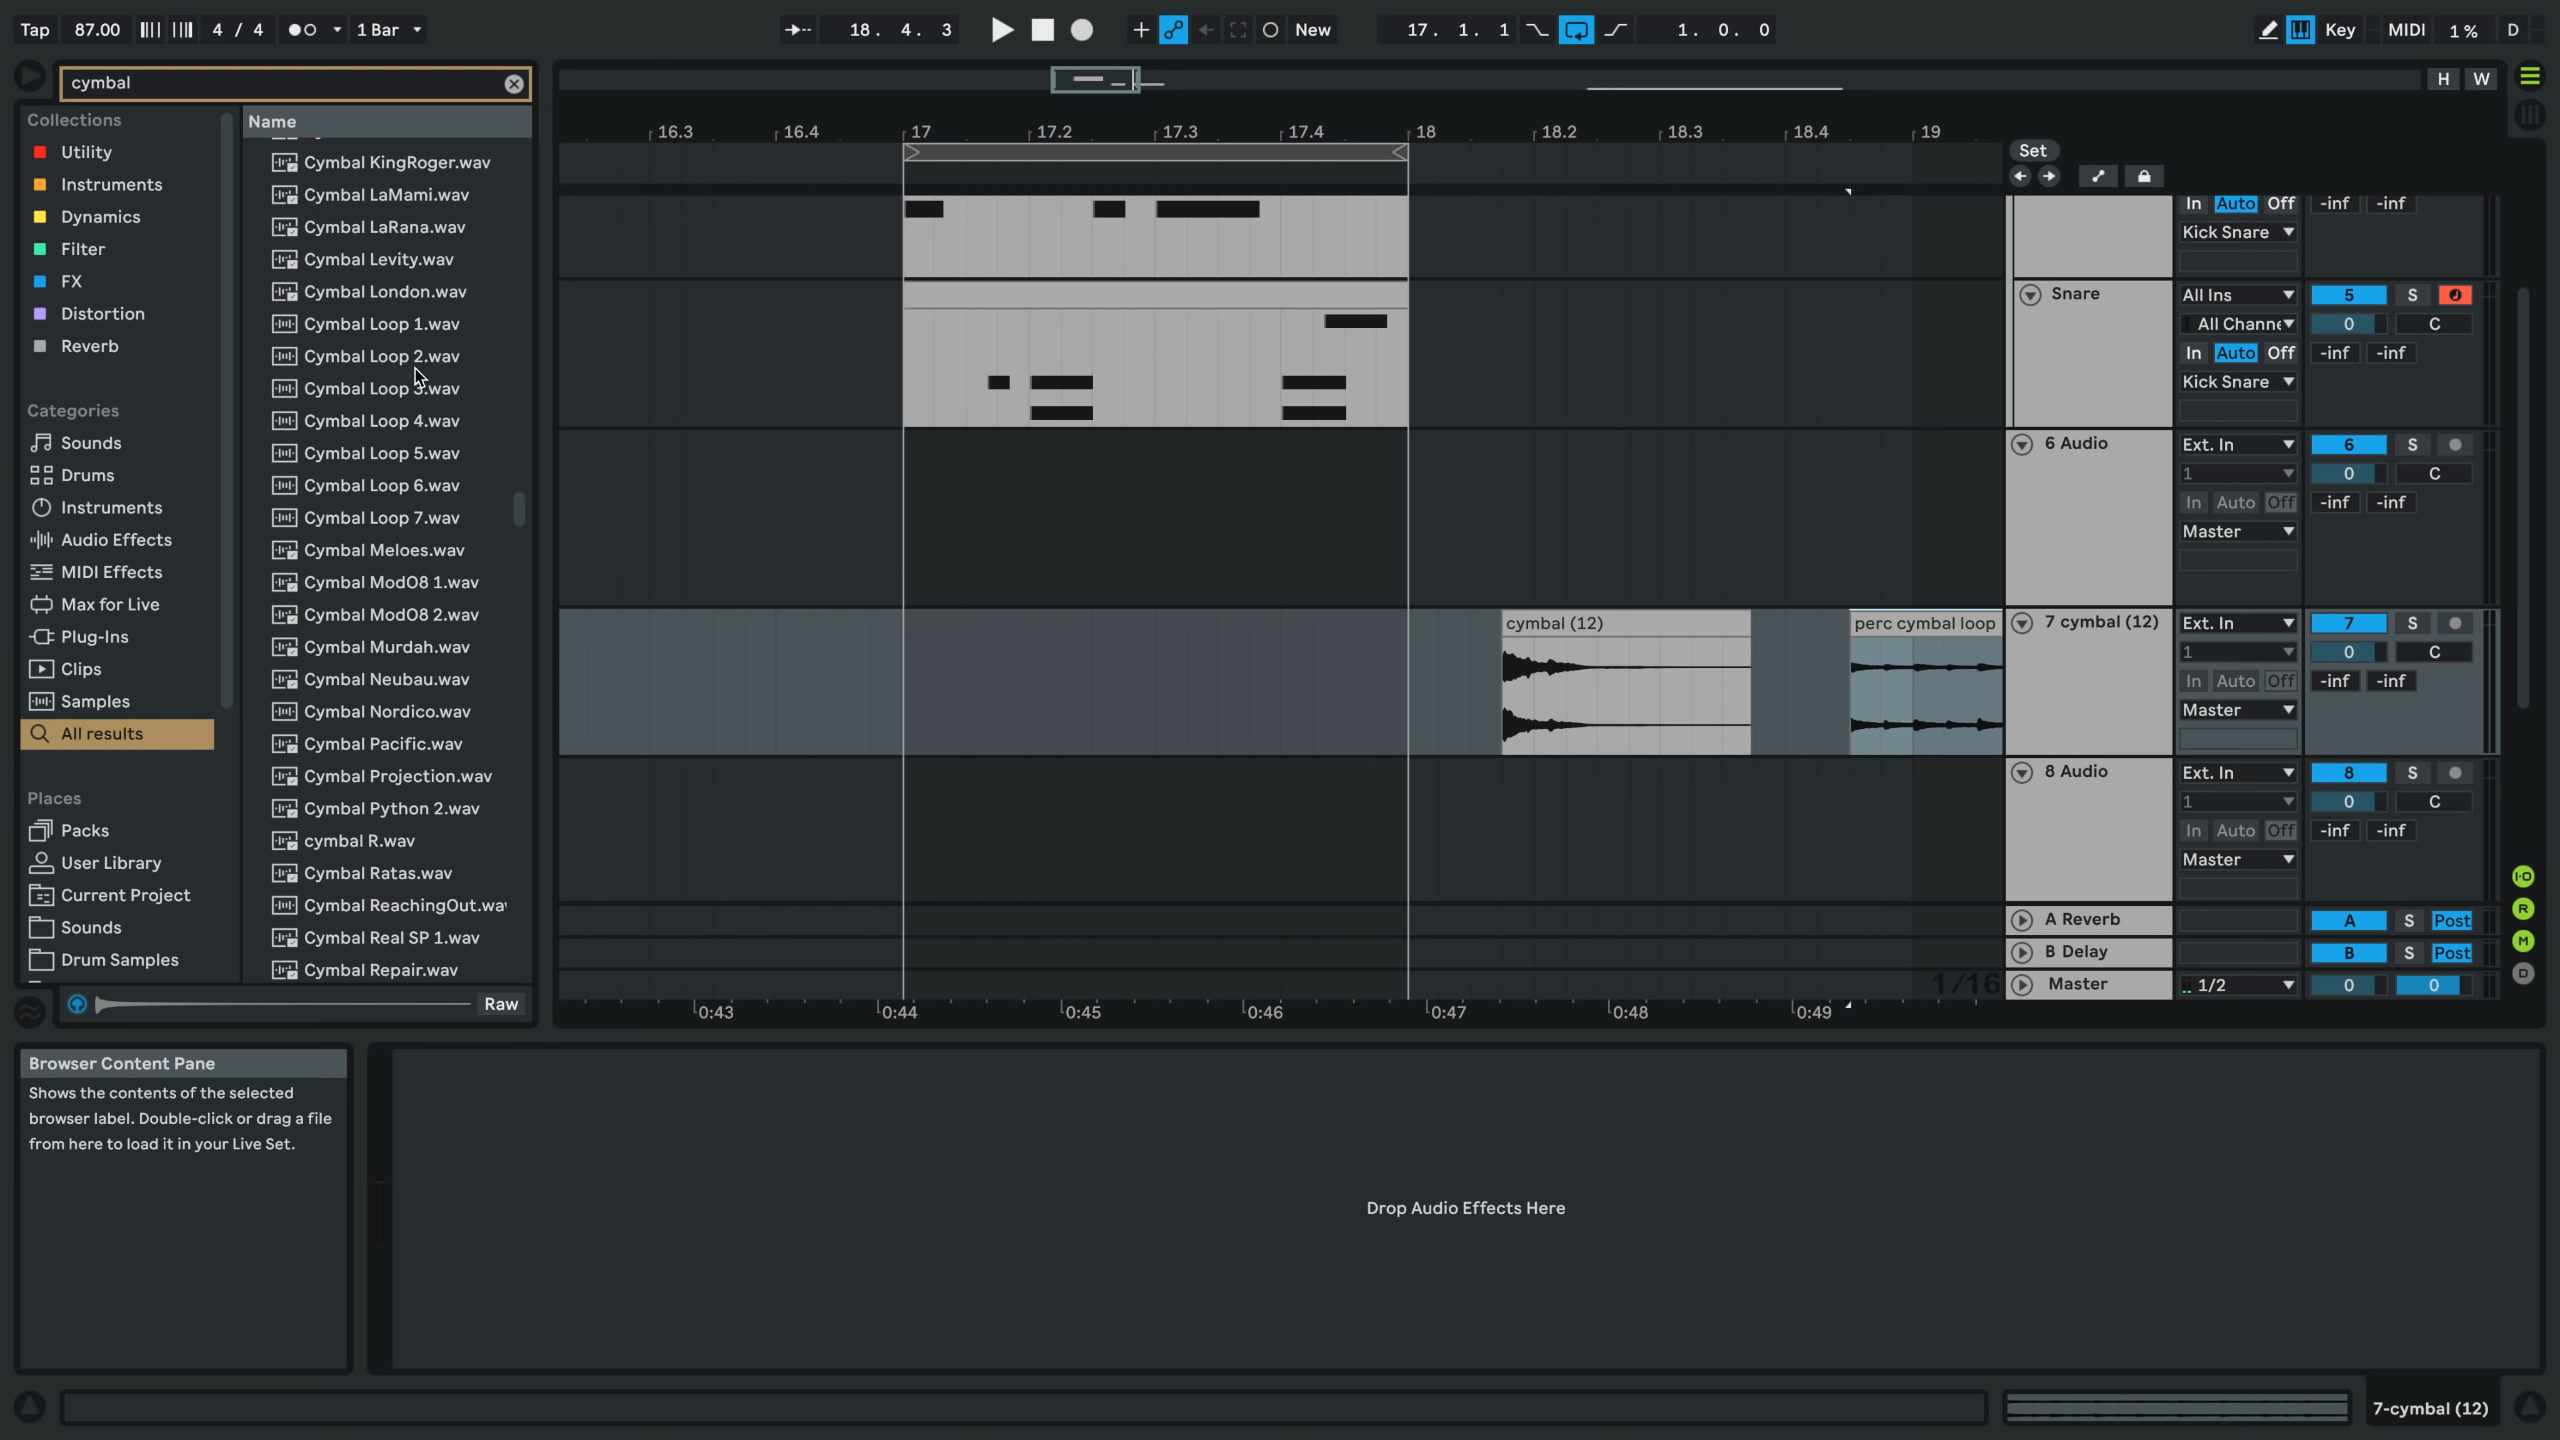 Tap 87.00 4 / 4 1 Bar 18. 4. 3 New 17. 1. 1 1. 0. 0 Key MIDI 1 % D
cymbal
H W
Collections
Utility
Instruments
Dynamics
Filter
FX
Distortion
Reverb
Categories
Sounds
Drums
Instruments
Audio Effects
MIDI Effects
Max for Live
Plug-Ins
Clips
Samples
All results
Places
Packs
User Library
Current Project
Sounds
Drum Samples
Name
Cymbal KingRoger.wav
Cymbal LaMami.wav
Cymbal LaRana.wav
Cymbal Levity.wav
Cymbal London.wav
Cymbal Loop 1.wav
Cymbal Loop 2.wav
Cymbal Loop 3.wav
Cymbal Loop 4.wav
Cymbal Loop 5.wav
Cymbal Loop 6.wav
Cymbal Loop 7.wav
Cymbal Meloes.wav
Cymbal ModO8 1.wav
Cymbal ModO8 2.wav
Cymbal Murdah.wav
Cymbal Neubau.wav
Cymbal Nordico.wav
Cymbal Pacific.wav
Cymbal Projection.wav
Cymbal Python 2.wav
cymbal R.wav
Cymbal Ratas.wav
Cymbal ReachingOut.wav
Cymbal Real SP 1.wav
Cymbal Repair.wav
Raw
16.3 16.4 17 17.2 17.3 17.4 18 18.2 18.3 18.4 19
Set
In Auto Off -inf -inf
Kick Snare
Snare All Ins 5 S
All Channe 0 C
In Auto Off -inf -inf
Kick Snare
6 Audio Ext. In 6 S
1 0 C
In Auto Off -inf -inf
Master
cymbal (12) perc cymbal loop 7 cymbal (12) Ext. In 7 S
1 0 C
In Auto Off -inf -inf
Master
8 Audio Ext. In 8 S
1 0 C
In Auto Off -inf -inf
Master
A Reverb A S Post
B Delay B S Post
1/16 Master 1/2 0 0
I·O
R
M
D
0:43 0:44 0:45 0:46 0:47 0:48 0:49
Browser Content Pane
Shows the contents of the selected
browser label. Double-click or drag a file
from here to load it in your Live Set.
Drop Audio Effects Here
7-cymbal (12)